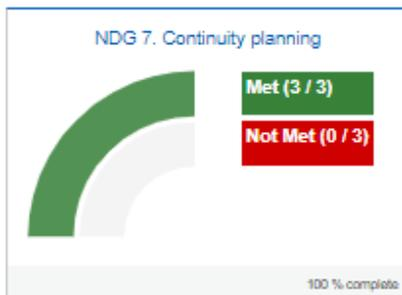 NDG 7. Continuity planning
Met (3 / 3)
Not Met (0 / 3)
100 % complete